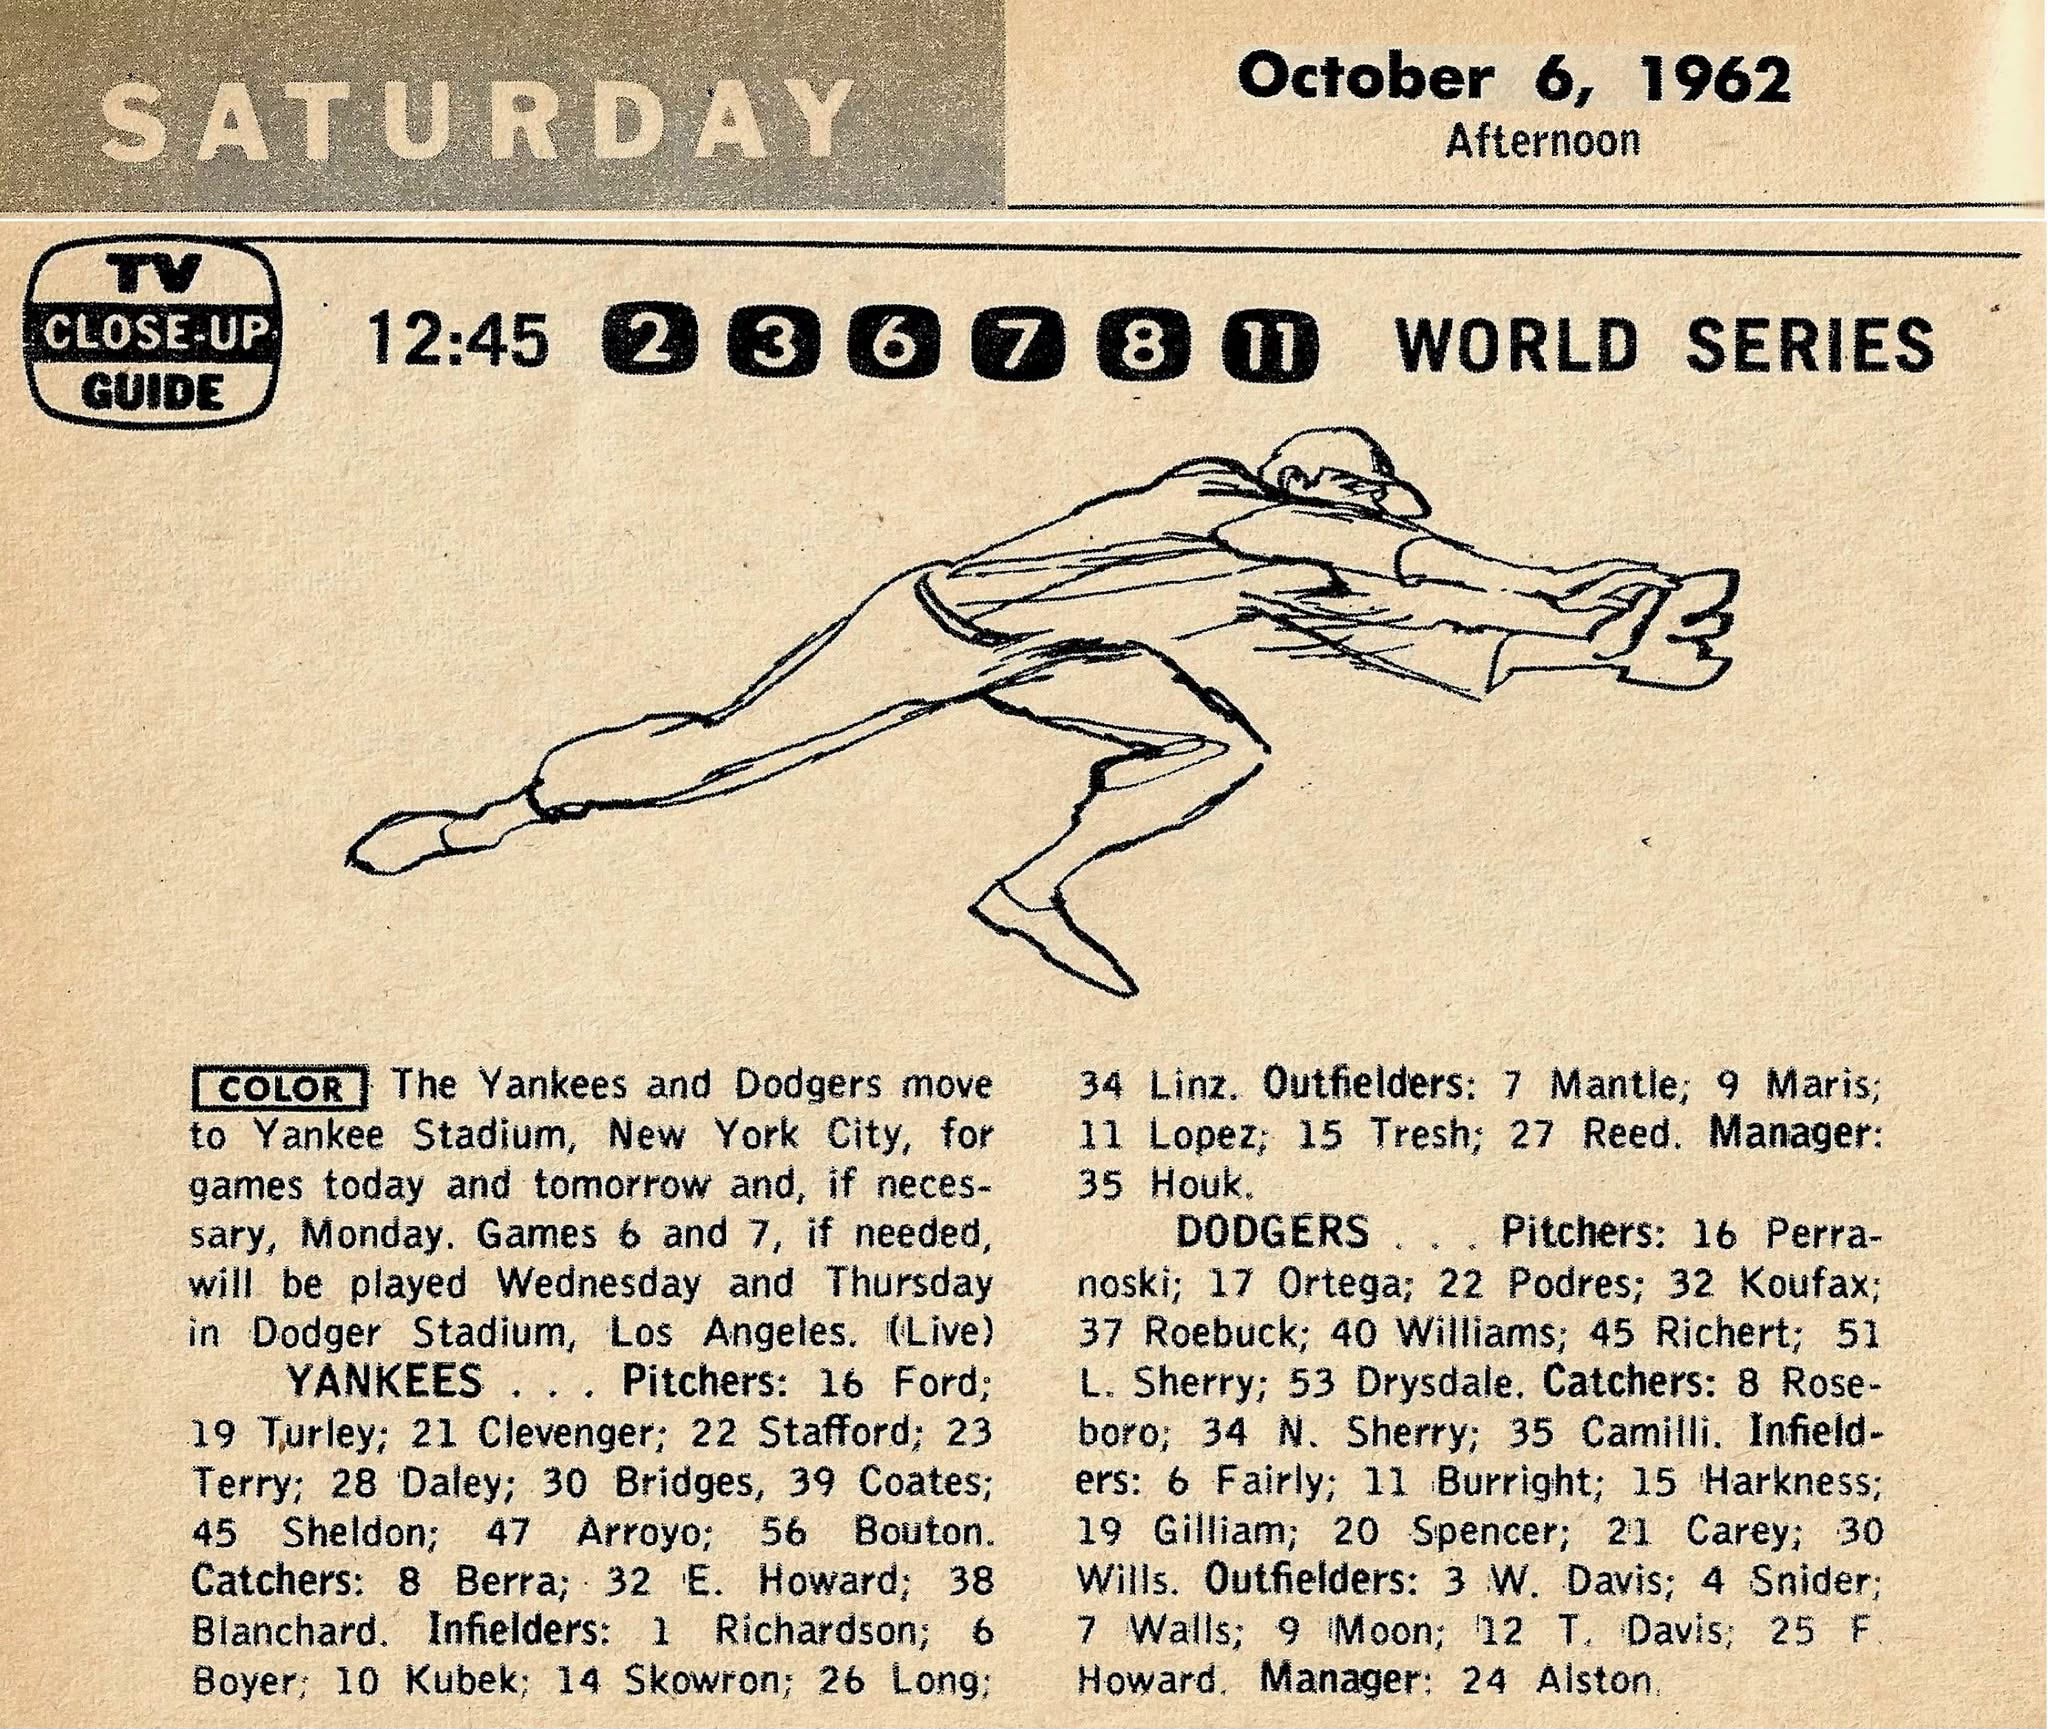 SATURDAY
October 6, 1962
Afternoon
TV
CLOSE-UP
GUIDE
12:45 2 3 6 7 8 11 WORLD SERIES
COLOR The Yankees and Dodgers move
to Yankee Stadium, New York City, for
games today and tomorrow and, if neces-
sary, Monday. Games 6 and 7, if needed,
will be played Wednesday and Thursday
in Dodger Stadium, Los Angeles. (Live)
YANKEES . . . Pitchers: 16 Ford;
19 Turley; 21 Clevenger; 22 Stafford; 23
Terry; 28 Daley; 30 Bridges, 39 Coates;
45 Sheldon; 47 Arroyo; 56 Bouton.
Catchers: 8 Berra; 32 E. Howard; 38
Blanchard. Infielders: 1 Richardson; 6
Boyer; 10 Kubek; 14 Skowron; 26 Long;
34 Linz. Outfielders: 7 Mantle; 9 Maris;
11 Lopez; 15 Tresh; 27 Reed. Manager:
35 Houk.
DODGERS . . . Pitchers: 16 Perra-
noski; 17 Ortega; 22 Podres; 32 Koufax;
37 Roebuck; 40 Williams; 45 Richert; 51
L. Sherry; 53 Drysdale. Catchers: 8 Rose-
boro; 34 N. Sherry; 35 Camilli. Infield-
ers: 6 Fairly; 11 Burright; 15 Harkness;
19 Gilliam; 20 Spencer; 21 Carey; 30
Wills. Outfielders: 3 W. Davis; 4 Snider;
7 Walls; 9 Moon; 12 T. Davis; 25 F.
Howard. Manager: 24 Alston.